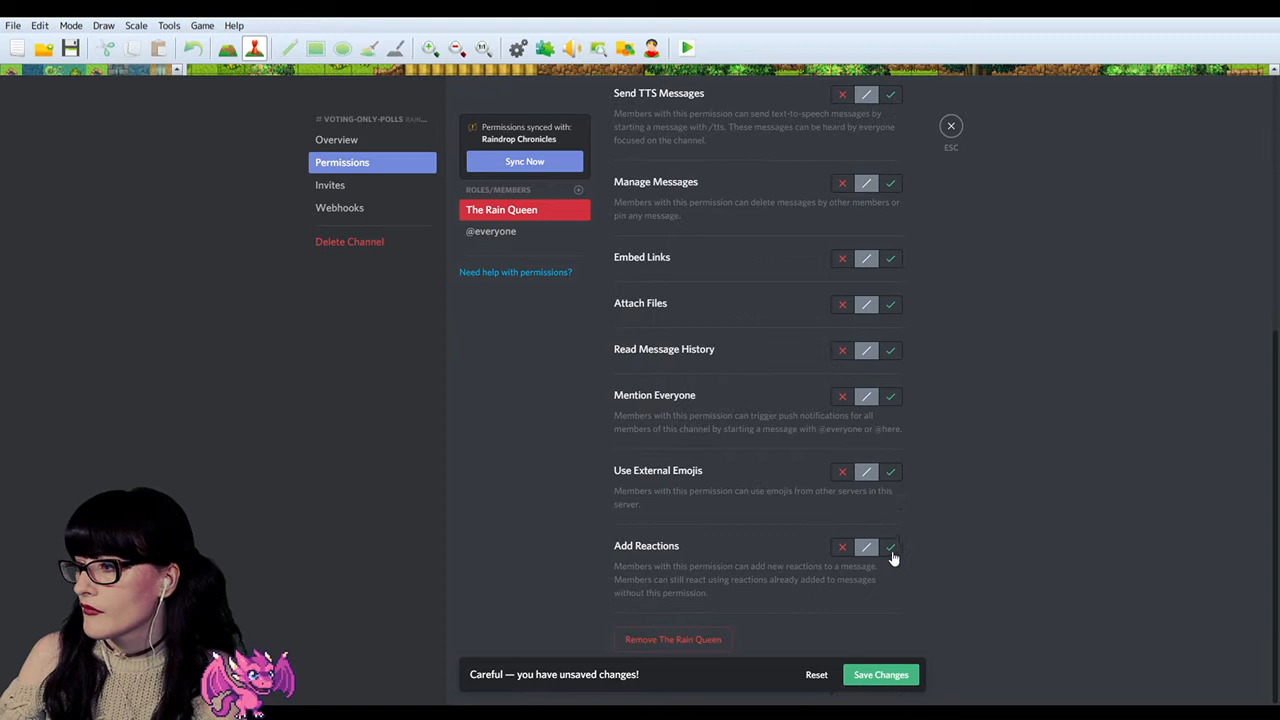 File Edit Mode Draw Scale Tools Game Help
# VOTING-ONLY-POLLS RAIN...
Overview
Permissions
Invites
Webhooks
Delete Channel
Permissions synced with:
Raindrop Chronicles
Sync Now
ROLES/MEMBERS
The Rain Queen
@everyone
Need help with permissions?
Send TTS Messages
Members with this permission can send text-to-speech messages by
starting a message with /tts. These messages can be heard by everyone
focused on the channel.
Manage Messages
Members with this permission can delete messages by other members or
pin any message.
Embed Links
Attach Files
Read Message History
Mention Everyone
Members with this permission can trigger push notifications for all
members of this channel by starting a message with @everyone or @here.
Use External Emojis
Members with this permission can use emojis from other servers in this
server.
Add Reactions
Members with this permission can add new reactions to a message.
Members can still react using reactions already added to messages
without this permission.
Remove The Rain Queen
Careful — you have unsaved changes!
Reset
Save Changes
ESC